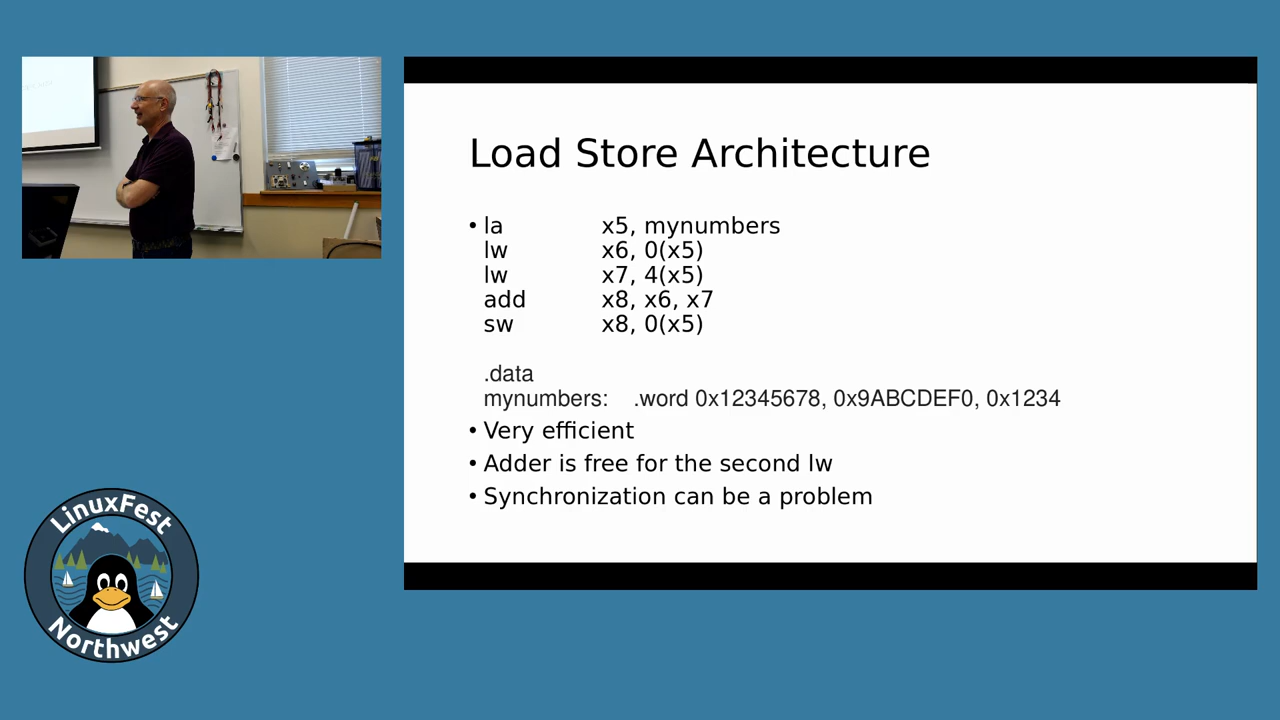 Load Store Architecture
• la x5, mynumbers
lw x6, 0(x5)
lw x7, 4(x5)
add x8, x6, x7
sw x8, 0(x5)
.data
mynumbers: .word 0x12345678, 0x9ABCDEF0, 0x1234
• Very efficient
• Adder is free for the second lw
• Synchronization can be a problem
LinuxFest
Northwest